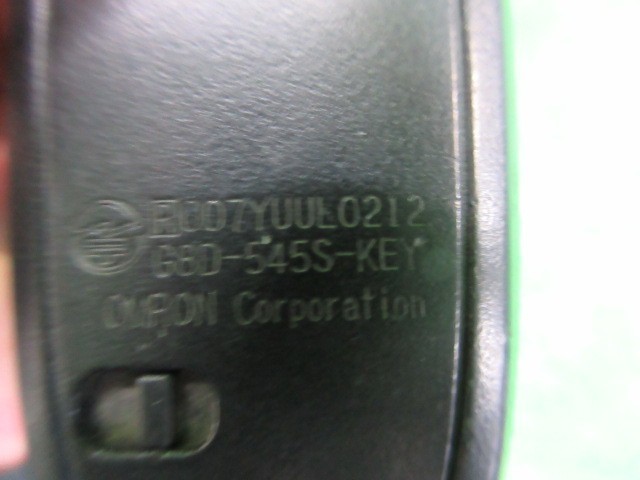 R007YUUL0212
G8D-545S-KEY
OMRON Corporation